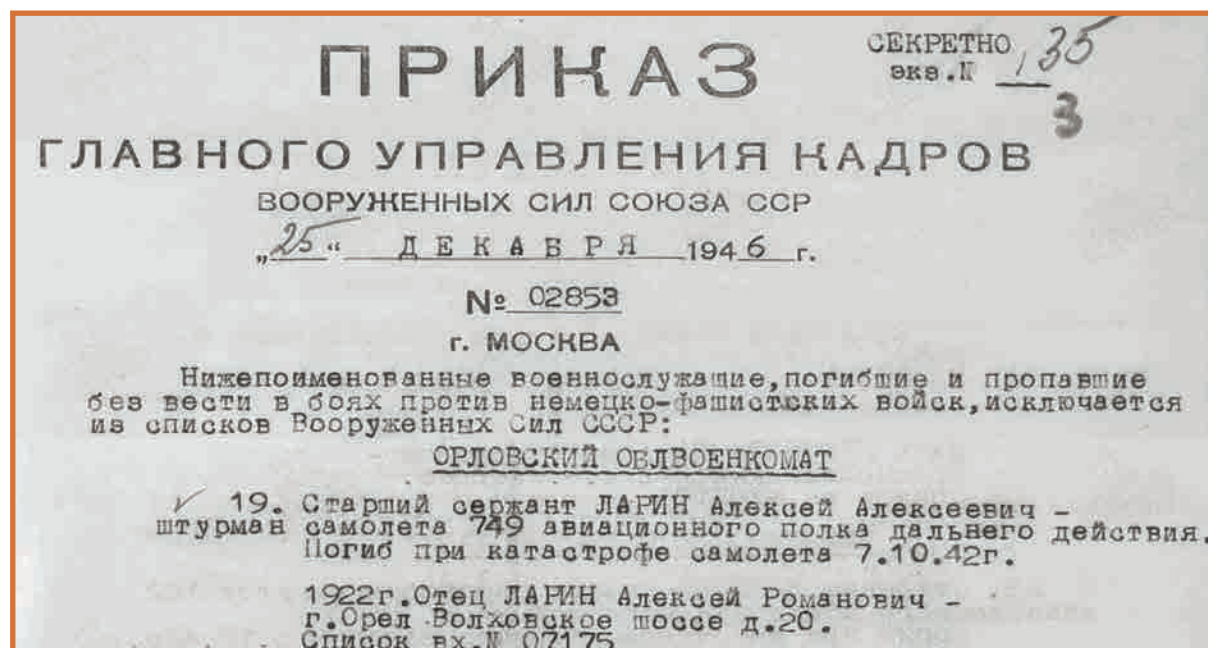 СЕКРЕТНО
экз.№ 1 35
3
ПРИКАЗ
ГЛАВНОГО УПРАВЛЕНИЯ КАДРОВ
ВООРУЖЕННЫХ СИЛ СОЮЗА ССР
„25“ ДЕКАБРЯ 1946 г.
№ 02853
г. МОСКВА
Нижепоименованные военнослужащие,погибшие и пропавшие
без вести в боях против немецко-фашистских войск,исключается
из списков Вооруженных Сил СССР:
ОРЛОВСКИЙ ОБЛВОЕНКОМАТ
19. Старший сержант ЛАРИН Алексей Алексеевич -
штурман самолета 749 авиационного полка дальнего действия.
Погиб при катастрофе самолета 7.10.42г.
1922г.Отец ЛАРИН Алексей Романович -
г.Орел Волховское шоссе д.20.
Список вх.№ 07175